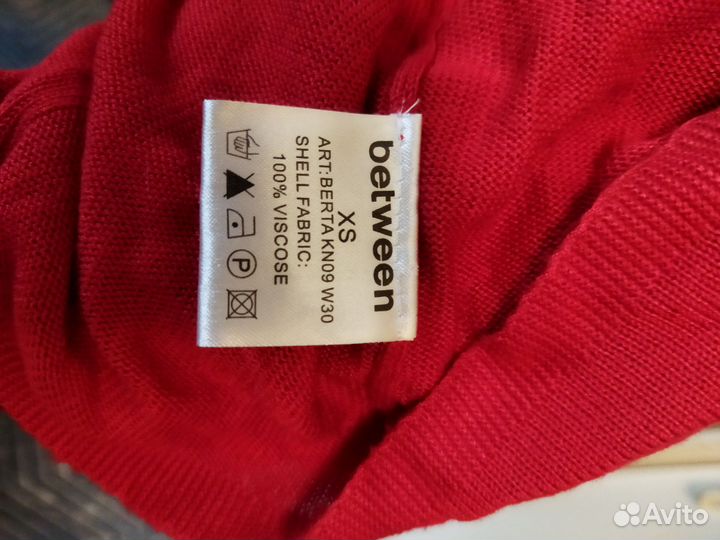 between
XS
ART:BERTA KN09 W30
SHELL FABRIC:
100% VISCOSE
P
Avito